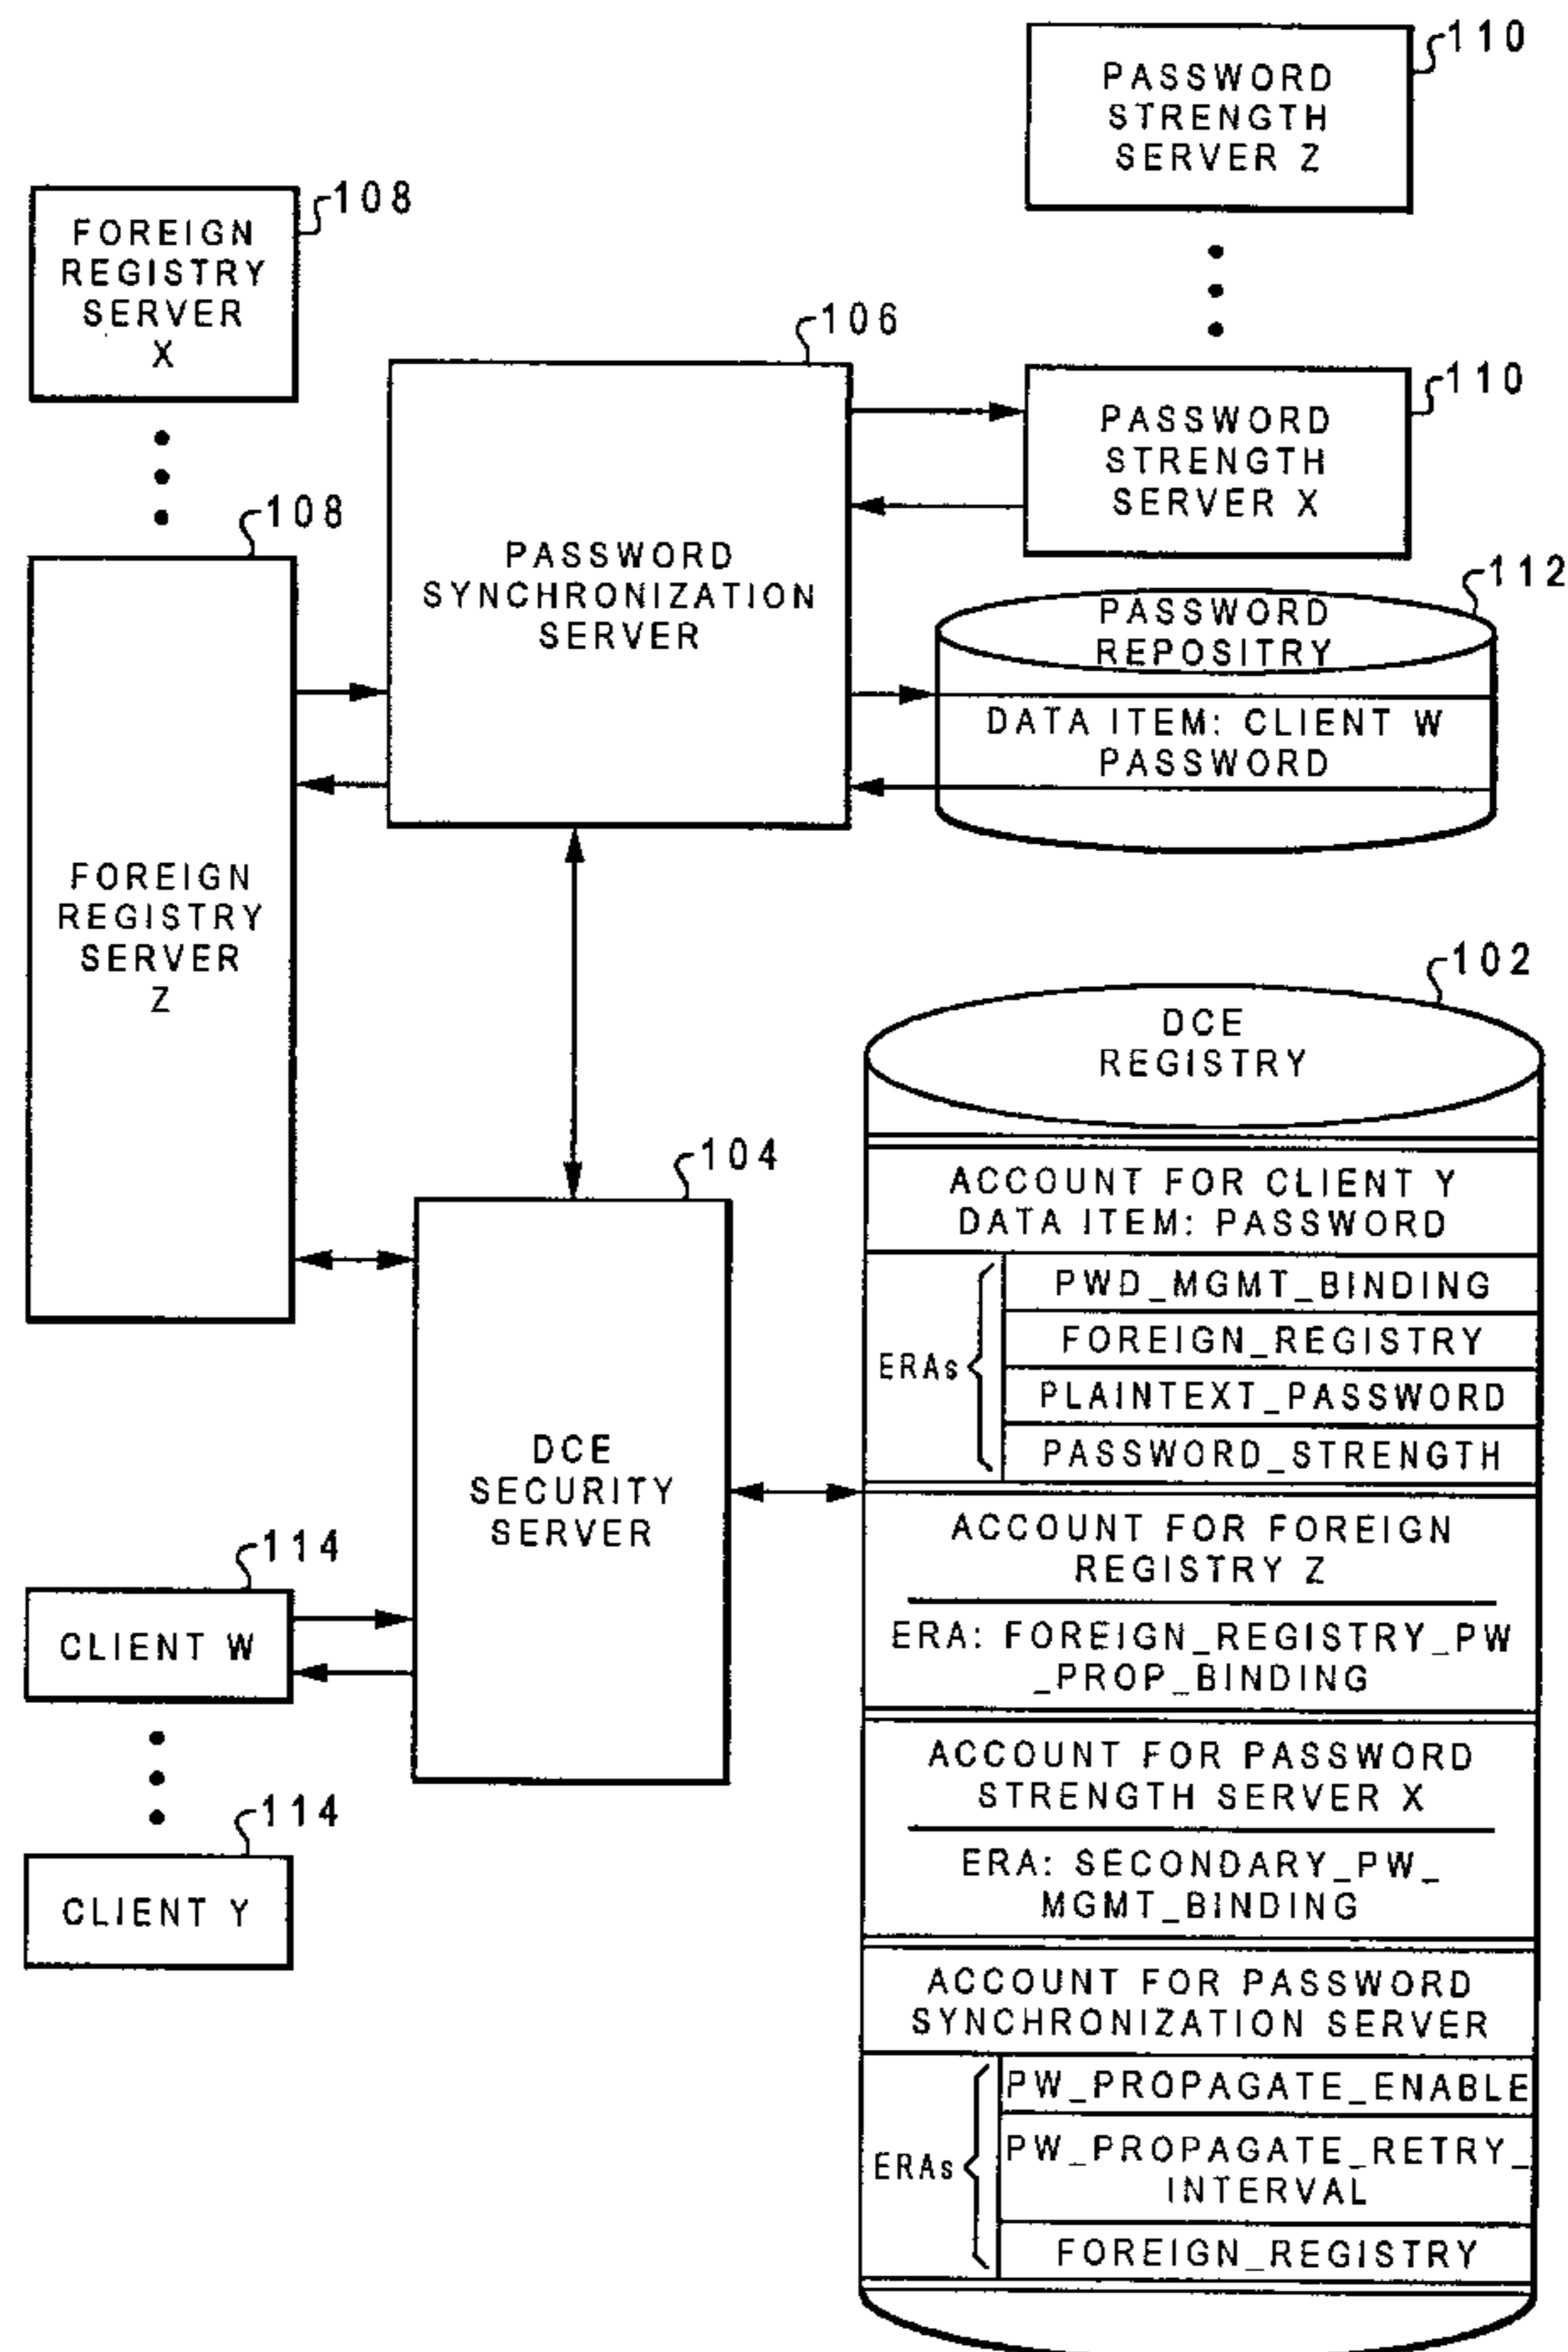 110
PASSWORD
STRENGTH
SERVER Z
108
FOREIGN
REGISTRY
SERVER
X
106
110
PASSWORD
STRENGTH
SERVER X
108
PASSWORD
SYNCHRONIZATION
SERVER
112
PASSWORD
REPOSITRY
DATA ITEM: CLIENT W
PASSWORD
FOREIGN
REGISTRY
SERVER
Z
102
DCE
REGISTRY
104
ACCOUNT FOR CLIENT Y
DATA ITEM: PASSWORD
ERAs
PWD_MGMT_BINDING
FOREIGN_REGISTRY
PLAINTEXT_PASSWORD
PASSWORD_STRENGTH
DCE
SECURITY
SERVER
ACCOUNT FOR FOREIGN
REGISTRY Z
ERA: FOREIGN_REGISTRY_PW
_PROP_BINDING
114
CLIENT W
ACCOUNT FOR PASSWORD
STRENGTH SERVER X
ERA: SECONDARY_PW_
MGMT_BINDING
114
CLIENT Y
ACCOUNT FOR PASSWORD
SYNCHRONIZATION SERVER
ERAs
PW_PROPAGATE_ENABLE
PW_PROPAGATE_RETRY_
INTERVAL
FOREIGN_REGISTRY